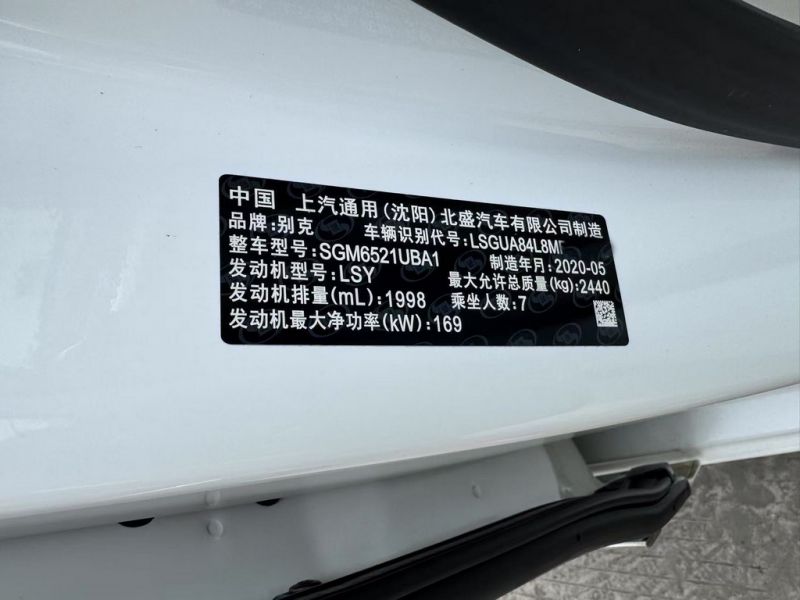 中国 上汽通用(沈阳)北盛汽车有限公司制造
品牌:别克 车辆识别代号:LSGUA84L8M
整车型号:SGM6521UBA1 制造年月:2020-05
发动机型号:LSY 最大允许总质量(kg):2440
发动机排量(mL):1998 乘坐人数:7
发动机最大净功率(kW):169